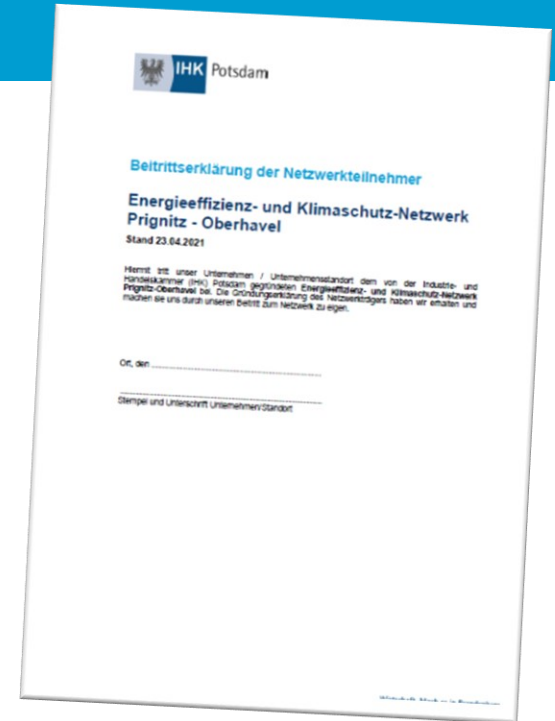 IHK Potsdam
Beitrittserklärung der Netzwerkteilnehmer
Energieeffizienz- und Klimaschutz-Netzwerk
Prignitz - Oberhavel
Stand 23.04.2021
Hiermit tritt unser Unternehmen / Unternehmensstandort dem von der Industrie- und
Handelskammer (IHK) Potsdam gegründeten Energieeffizienz- und Klimaschutz-Netzwerk
Prignitz-Oberhavel bei. Die Gründungserklärung des Netzwerkträgers haben wir erhalten und
machen sie uns durch unseren Beitritt zum Netzwerk zu eigen.
Ort, den
Stempel und Unterschrift Unternehmen/Standort